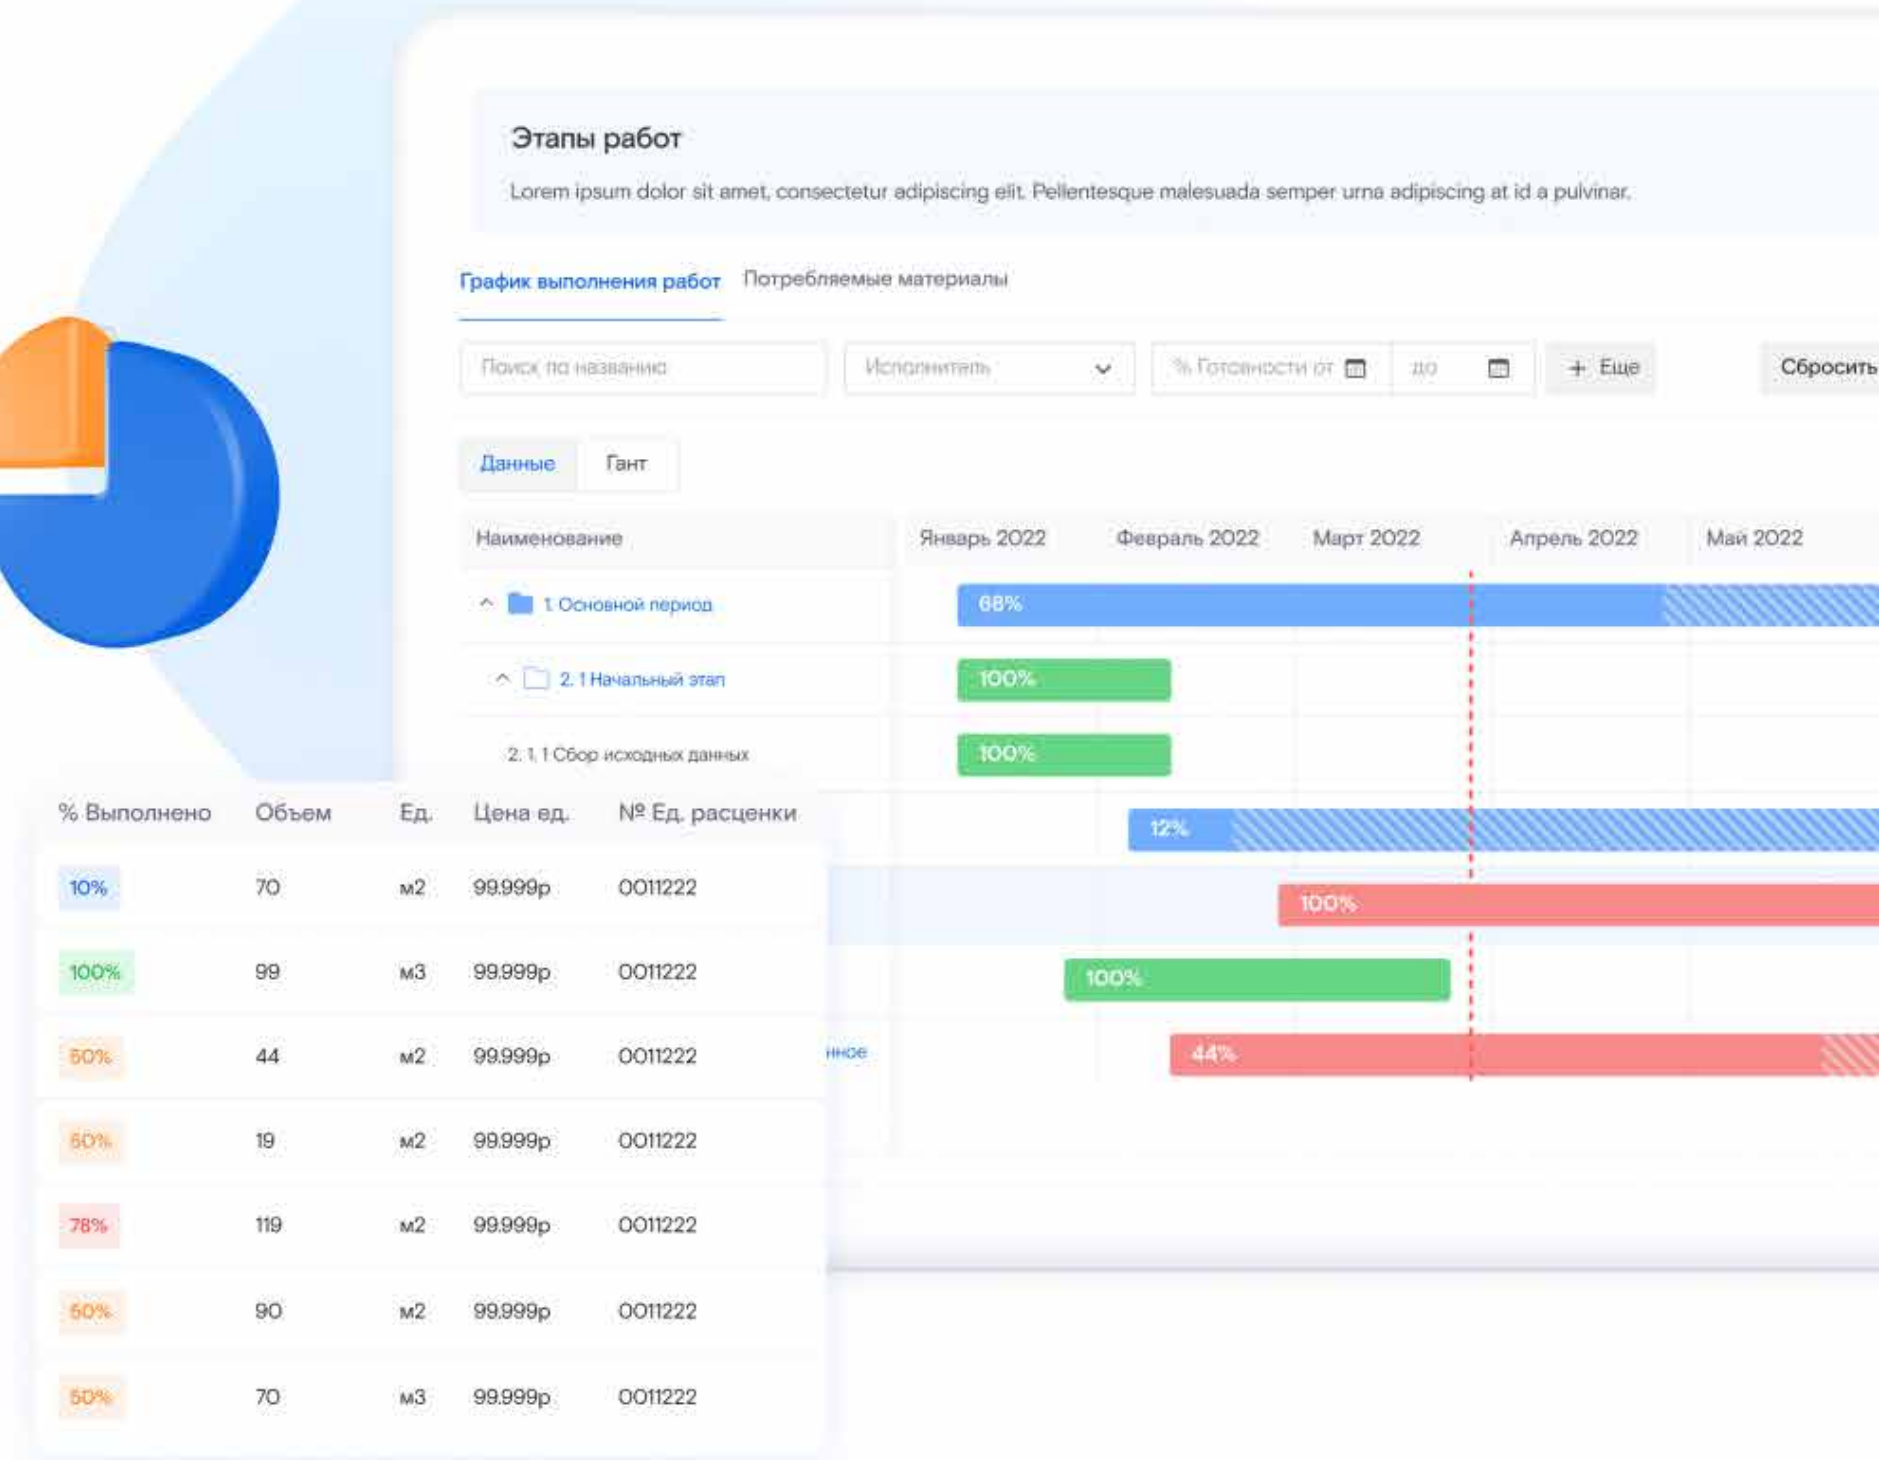 Этапы работ
Lorem ipsum dolor sit amet, consectetur adipiscing elit. Pellentesque malesuada semper urna adipiscing at id a pulvinar.
График выполнения работ Потребляемые материалы
Поиск по названию Исполнитель % Готовности от до + Еще Сбросить
Данные Гант
Наименование Январь 2022 Февраль 2022 Март 2022 Апрель 2022 Май 2022
1. Основной период 68%
2. 1 Начальный этап 100%
2. 1. 1 Сбор исходных данных 100%
12%
100%
100%
нное 44%
% Выполнено Объем Ед. Цена ед. № Ед. расценки
10% 70 м2 99.999р 0011222
100% 99 м3 99.999р 0011222
50% 44 м2 99.999р 0011222
50% 19 м2 99.999р 0011222
78% 119 м2 99.999р 0011222
50% 90 м2 99.999р 0011222
50% 70 м3 99.999р 0011222